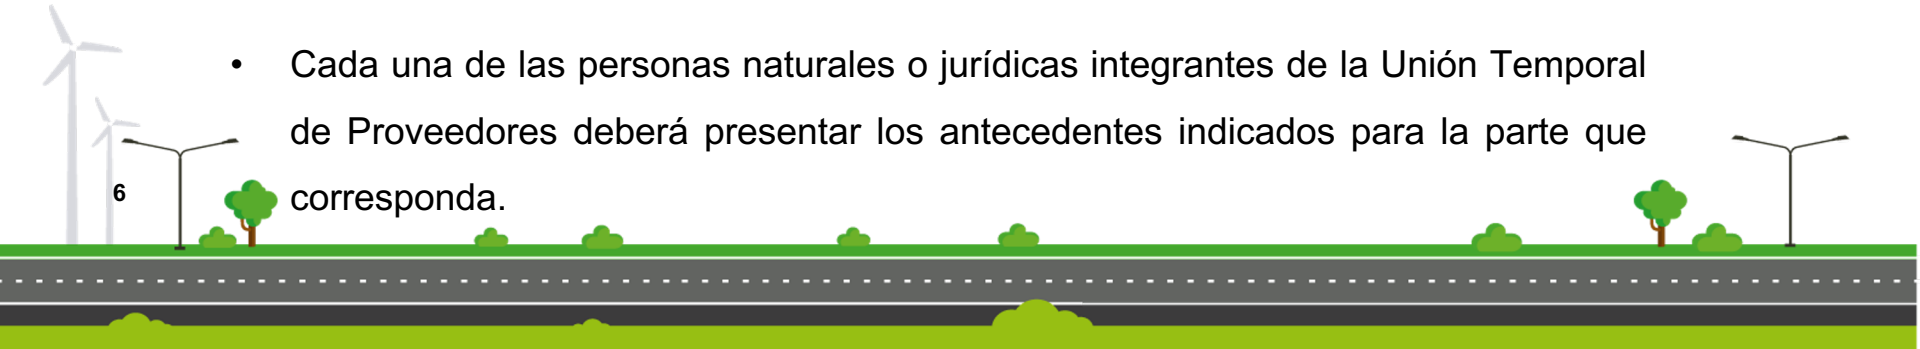 • Cada una de las personas naturales o jurídicas integrantes de la Unión Temporal
de Proveedores deberá presentar los antecedentes indicados para la parte que
corresponda.
6